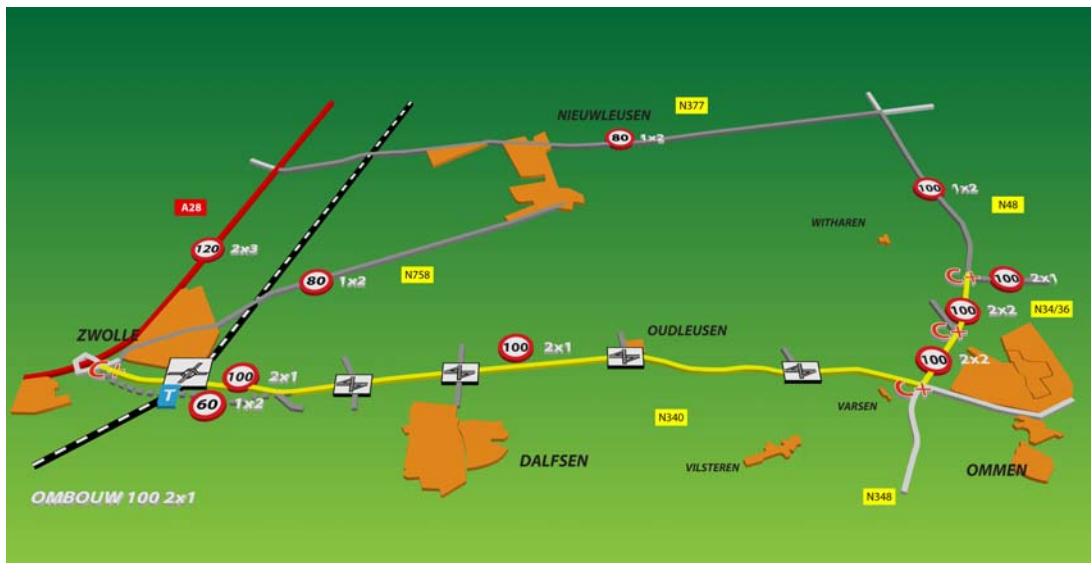 N377
NIEUWLEUSEN
80 1x2
A28
100 1x2
N48
WITHAREN
120 2x3
N758
80 1x2
C+ 100 2x1
100 2x2
N34/36
C+
ZWOLLE
OUDLEUSEN
100 2x1
100 2x2
C+
100 2x1
T
60 1x2
C+
VARSEN
N340
DALFSEN
VILSTEREN
OMMEN
N348
OMBOUW 100 2x1